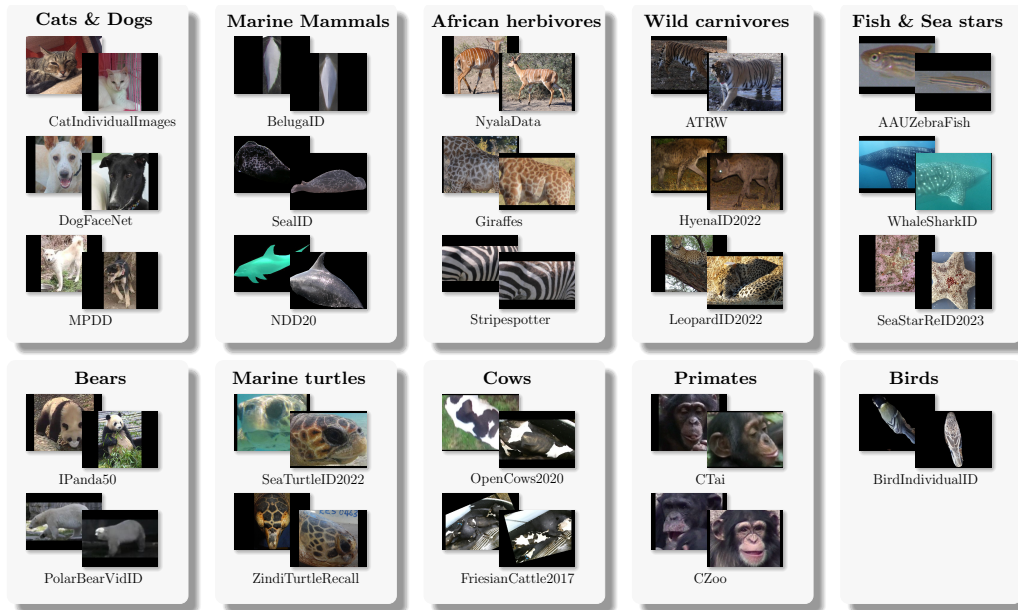 Cats & Dogs
CatIndividualImages
DogFaceNet
MPDD
Marine Mammals
BelugaID
SealID
NDD20
African herbivores
NyalaData
Giraffes
Stripespotter
Wild carnivores
ATRW
HyenaID2022
LeopardID2022
Fish & Sea stars
AAUZebraFish
WhaleSharkID
SeaStarReID2023
Bears
IPanda50
PolarBearVidID
Marine turtles
SeaTurtleID2022
ZindiTurtleRecall
Cows
OpenCows2020
FriesianCattle2017
Primates
CTai
CZoo
Birds
BirdIndividualID